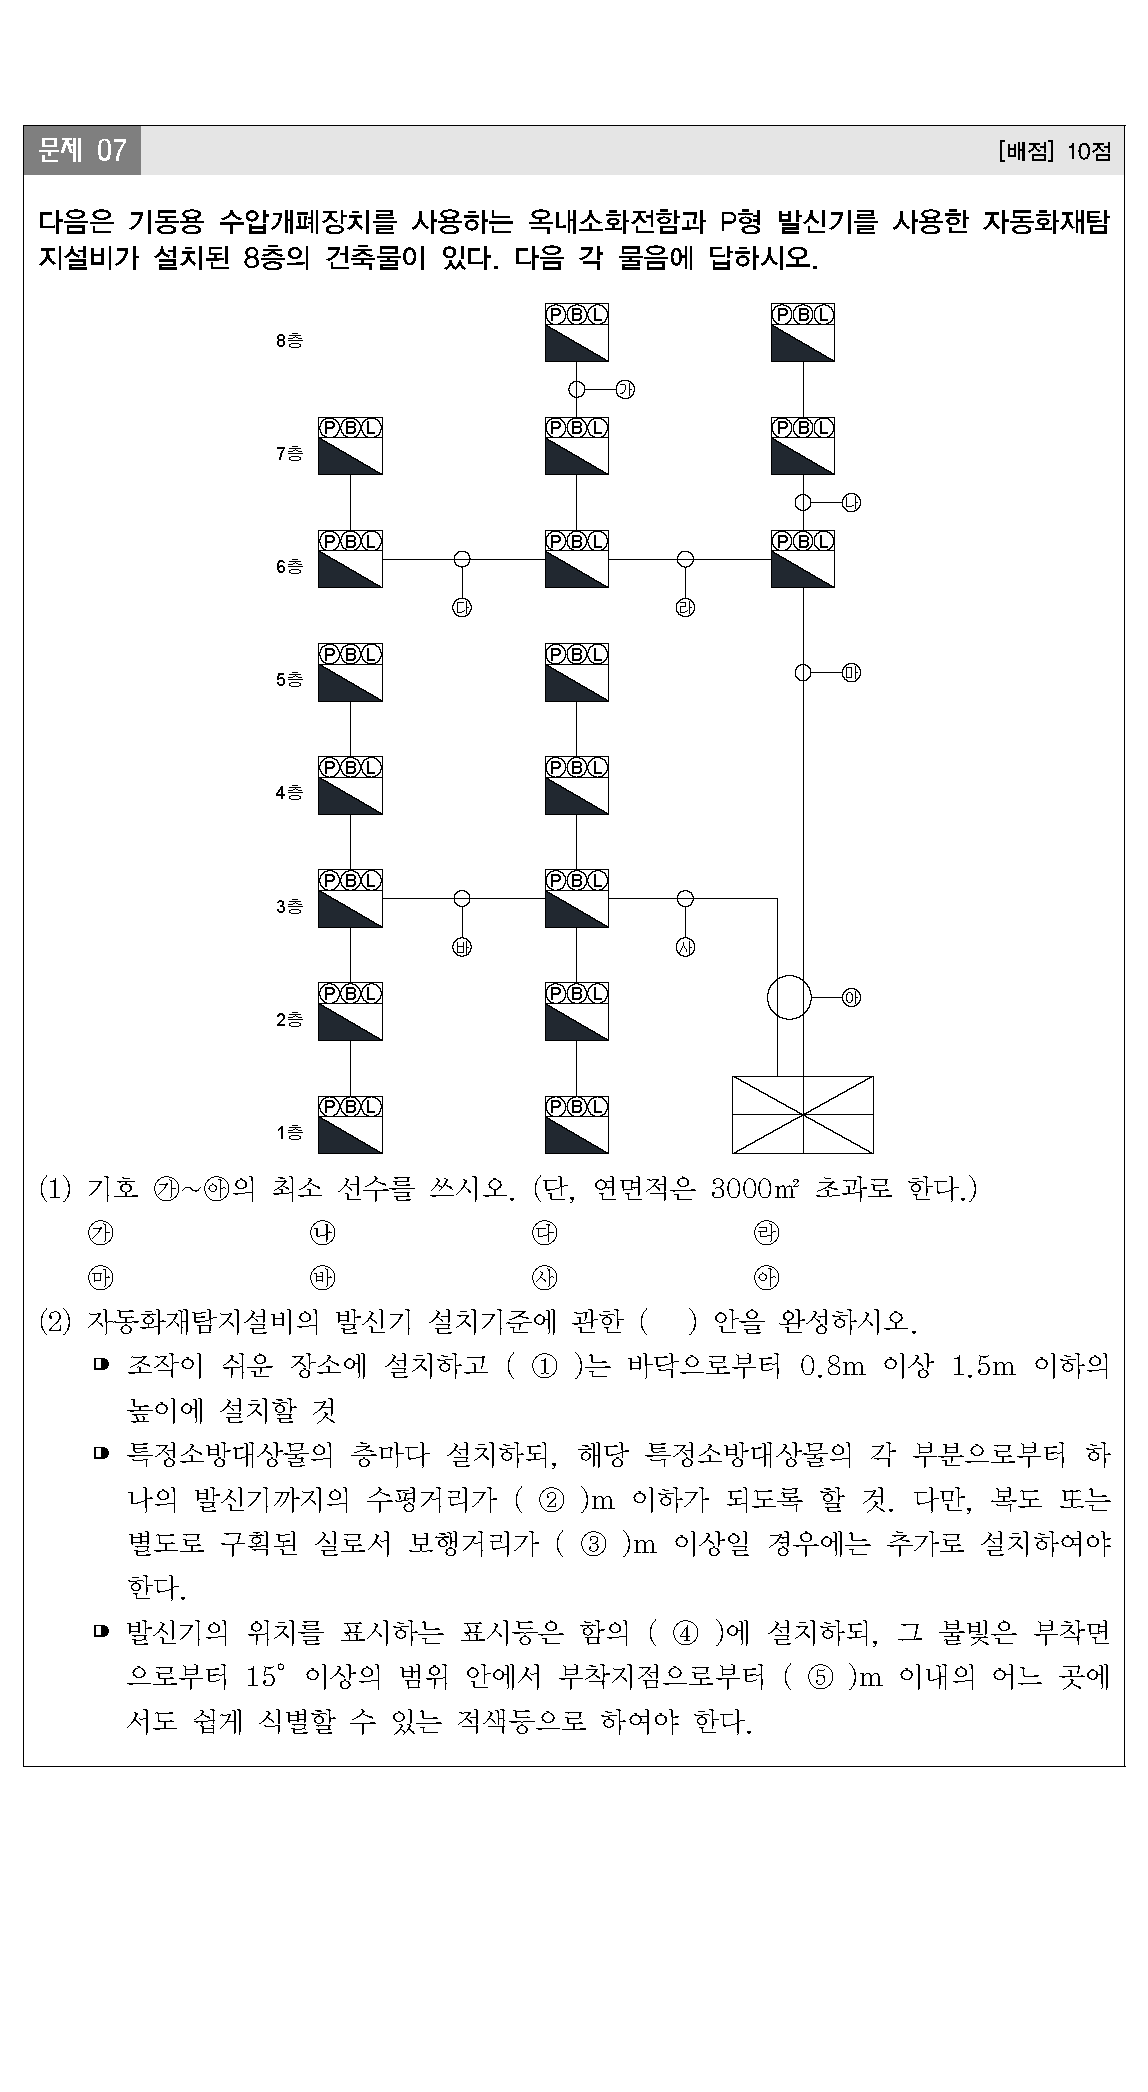 문제 07 [배점] 10점
다음은 기동용 수압개폐장치를 사용하는 옥내소화전함과 P형 발신기를 사용한 자동화재탐
지설비가 설치된 8층의 건축물이 있다. 다음 각 물음에 답하시오.
8층 ⓅⒷⓁ ⓅⒷⓁ
㉮
7층 ⓅⒷⓁ ⓅⒷⓁ ⓅⒷⓁ
㉯
6층 ⓅⒷⓁ ⓅⒷⓁ ⓅⒷⓁ
㉰ ㉱
5층 ⓅⒷⓁ ⓅⒷⓁ
㉲
4층 ⓅⒷⓁ ⓅⒷⓁ
3층 ⓅⒷⓁ ⓅⒷⓁ
㉳ ㉴
2층 ⓅⒷⓁ ⓅⒷⓁ
㉵
1층 ⓅⒷⓁ ⓅⒷⓁ
(1) 기호 ㉮~㉵의 최소 선수를 쓰시오. (단, 연면적은 3000㎡ 초과로 한다.)
㉮ ㉯ ㉰ ㉱
㉲ ㉳ ㉴ ㉵
(2) 자동화재탐지설비의 발신기 설치기준에 관한 ( ) 안을 완성하시오.
조작이 쉬운 장소에 설치하고 ( ① )는 바닥으로부터 0.8m 이상 1.5m 이하의
높이에 설치할 것
특정소방대상물의 층마다 설치하되, 해당 특정소방대상물의 각 부분으로부터 하
나의 발신기까지의 수평거리가 ( ② )m 이하가 되도록 할 것. 다만, 복도 또는
별도로 구획된 실로서 보행거리가 ( ③ )m 이상일 경우에는 추가로 설치하여야
한다.
발신기의 위치를 표시하는 표시등은 함의 ( ④ )에 설치하되, 그 불빛은 부착면
으로부터 15° 이상의 범위 안에서 부착지점으로부터 ( ⑤ )m 이내의 어느 곳에
서도 쉽게 식별할 수 있는 적색등으로 하여야 한다.